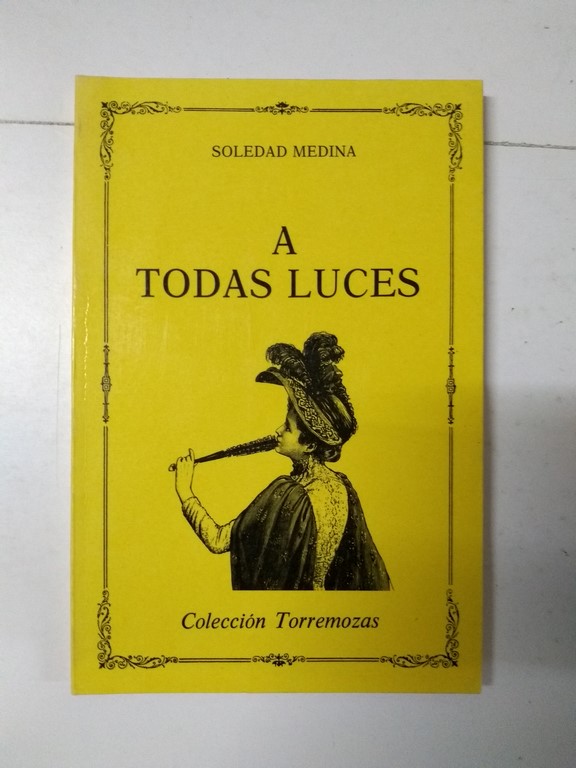 SOLEDAD MEDINA
A
TODAS LUCES
Colección Torremozas